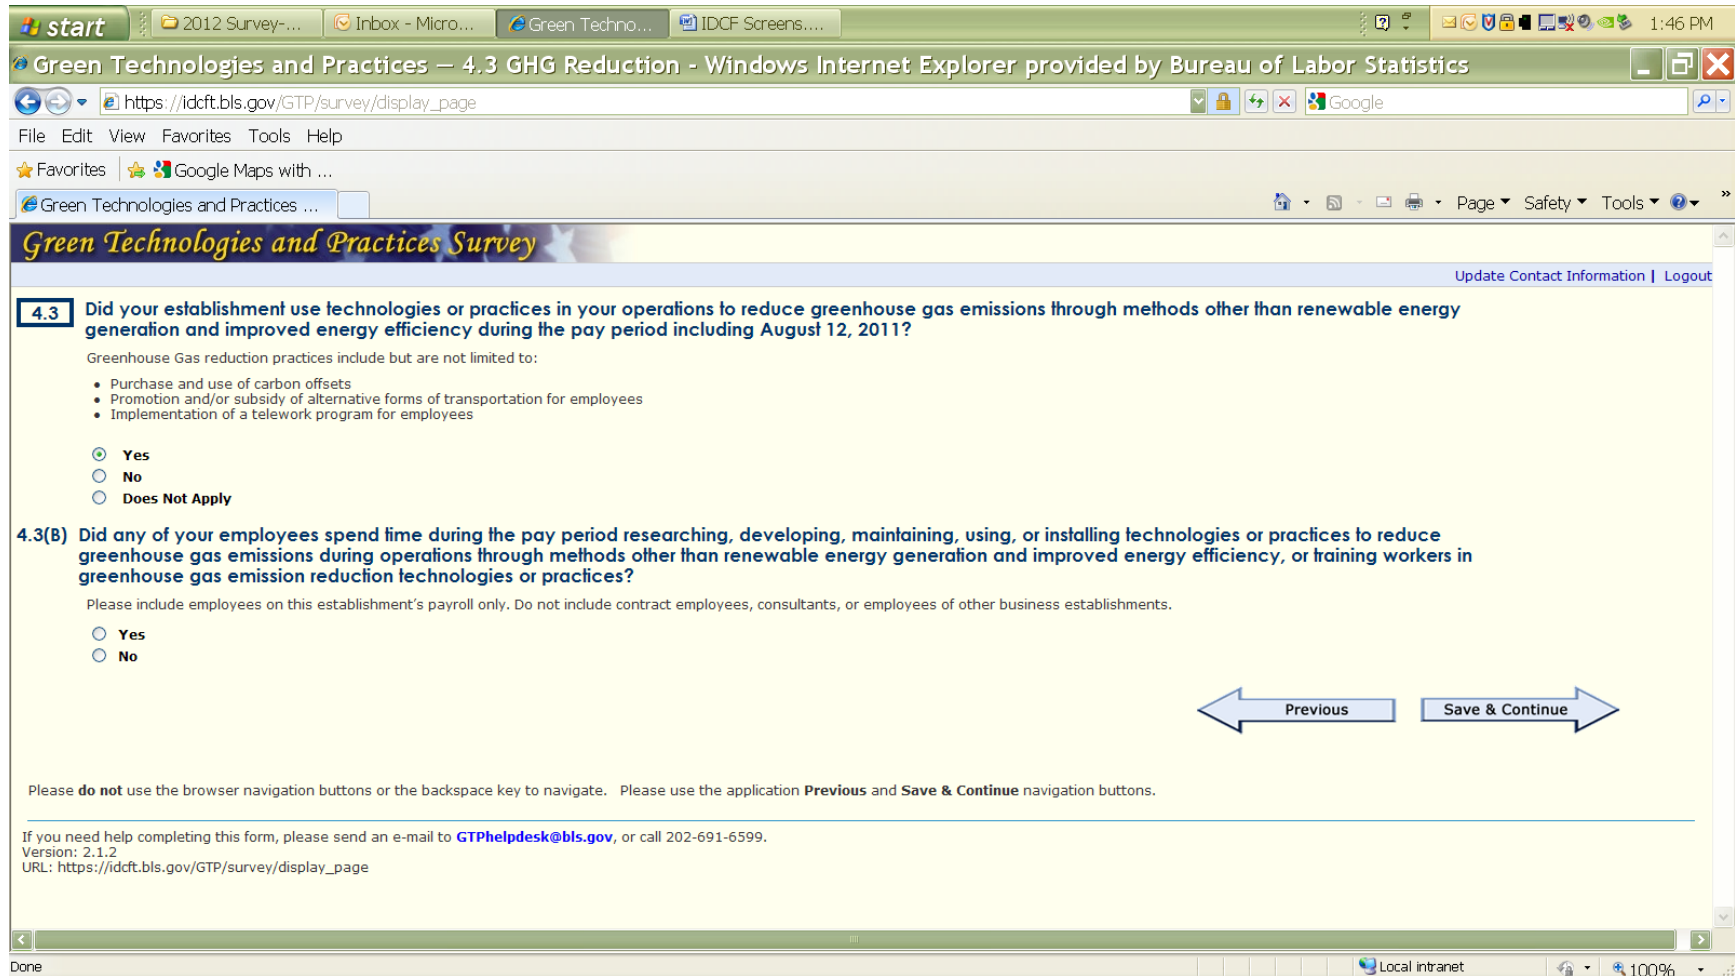 start
2012 Survey-...
Inbox - Micro...
Green Techno...
IDCF Screens....
1:46 PM
Green Technologies and Practices — 4.3 GHG Reduction - Windows Internet Explorer provided by Bureau of Labor Statistics
https://idcft.bls.gov/GTP/survey/display_page
Google
File Edit View Favorites Tools Help
Favorites
Google Maps with ...
Green Technologies and Practices ...
Page Safety Tools
Green Technologies and Practices Survey
Update Contact Information | Logout
4.3 Did your establishment use technologies or practices in your operations to reduce greenhouse gas emissions through methods other than renewable energy
generation and improved energy efficiency during the pay period including August 12, 2011?
Greenhouse Gas reduction practices include but are not limited to:
• Purchase and use of carbon offsets
• Promotion and/or subsidy of alternative forms of transportation for employees
• Implementation of a telework program for employees
Yes
No
Does Not Apply
4.3(B) Did any of your employees spend time during the pay period researching, developing, maintaining, using, or installing technologies or practices to reduce
greenhouse gas emissions during operations through methods other than renewable energy generation and improved energy efficiency, or training workers in
greenhouse gas emission reduction technologies or practices?
Please include employees on this establishment's payroll only. Do not include contract employees, consultants, or employees of other business establishments.
Yes
No
Previous
Save & Continue
Please do not use the browser navigation buttons or the backspace key to navigate. Please use the application Previous and Save & Continue navigation buttons.
If you need help completing this form, please send an e-mail to GTPhelpdesk@bls.gov, or call 202-691-6599.
Version: 2.1.2
URL: https://idcft.bls.gov/GTP/survey/display_page
Done
Local intranet
100%